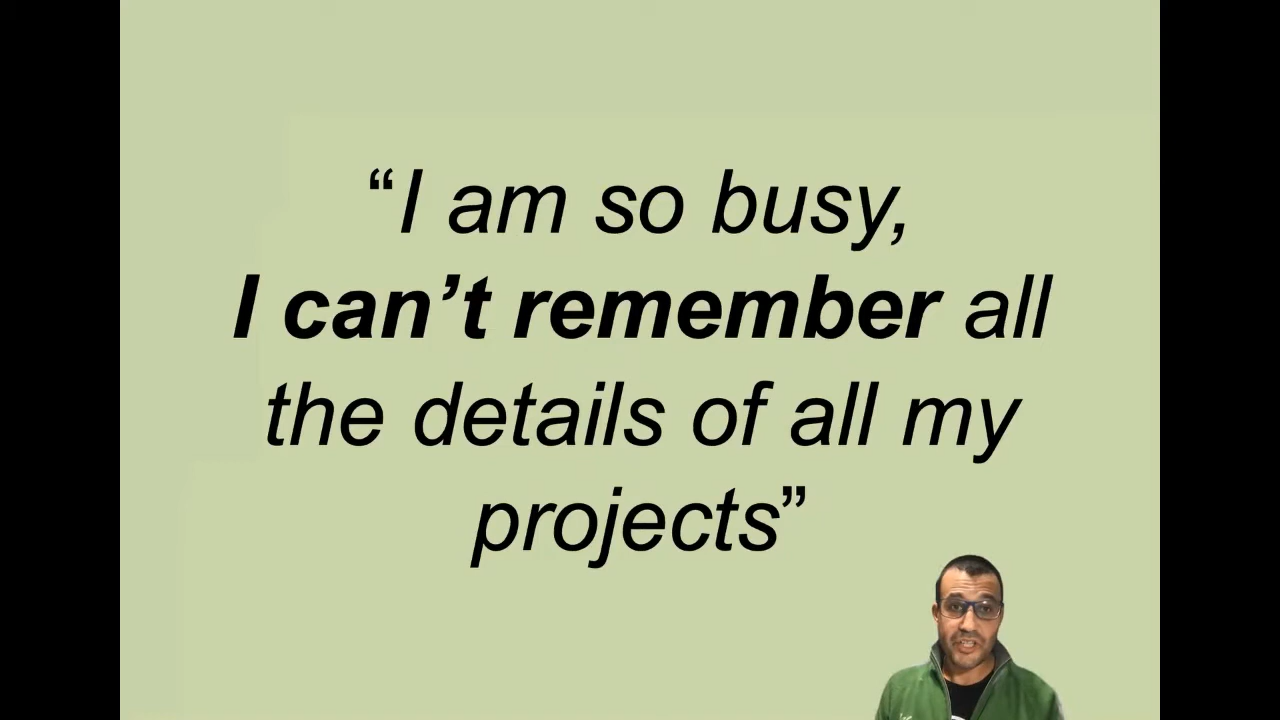 “I am so busy,
I can’t remember all
the details of all my
projects”